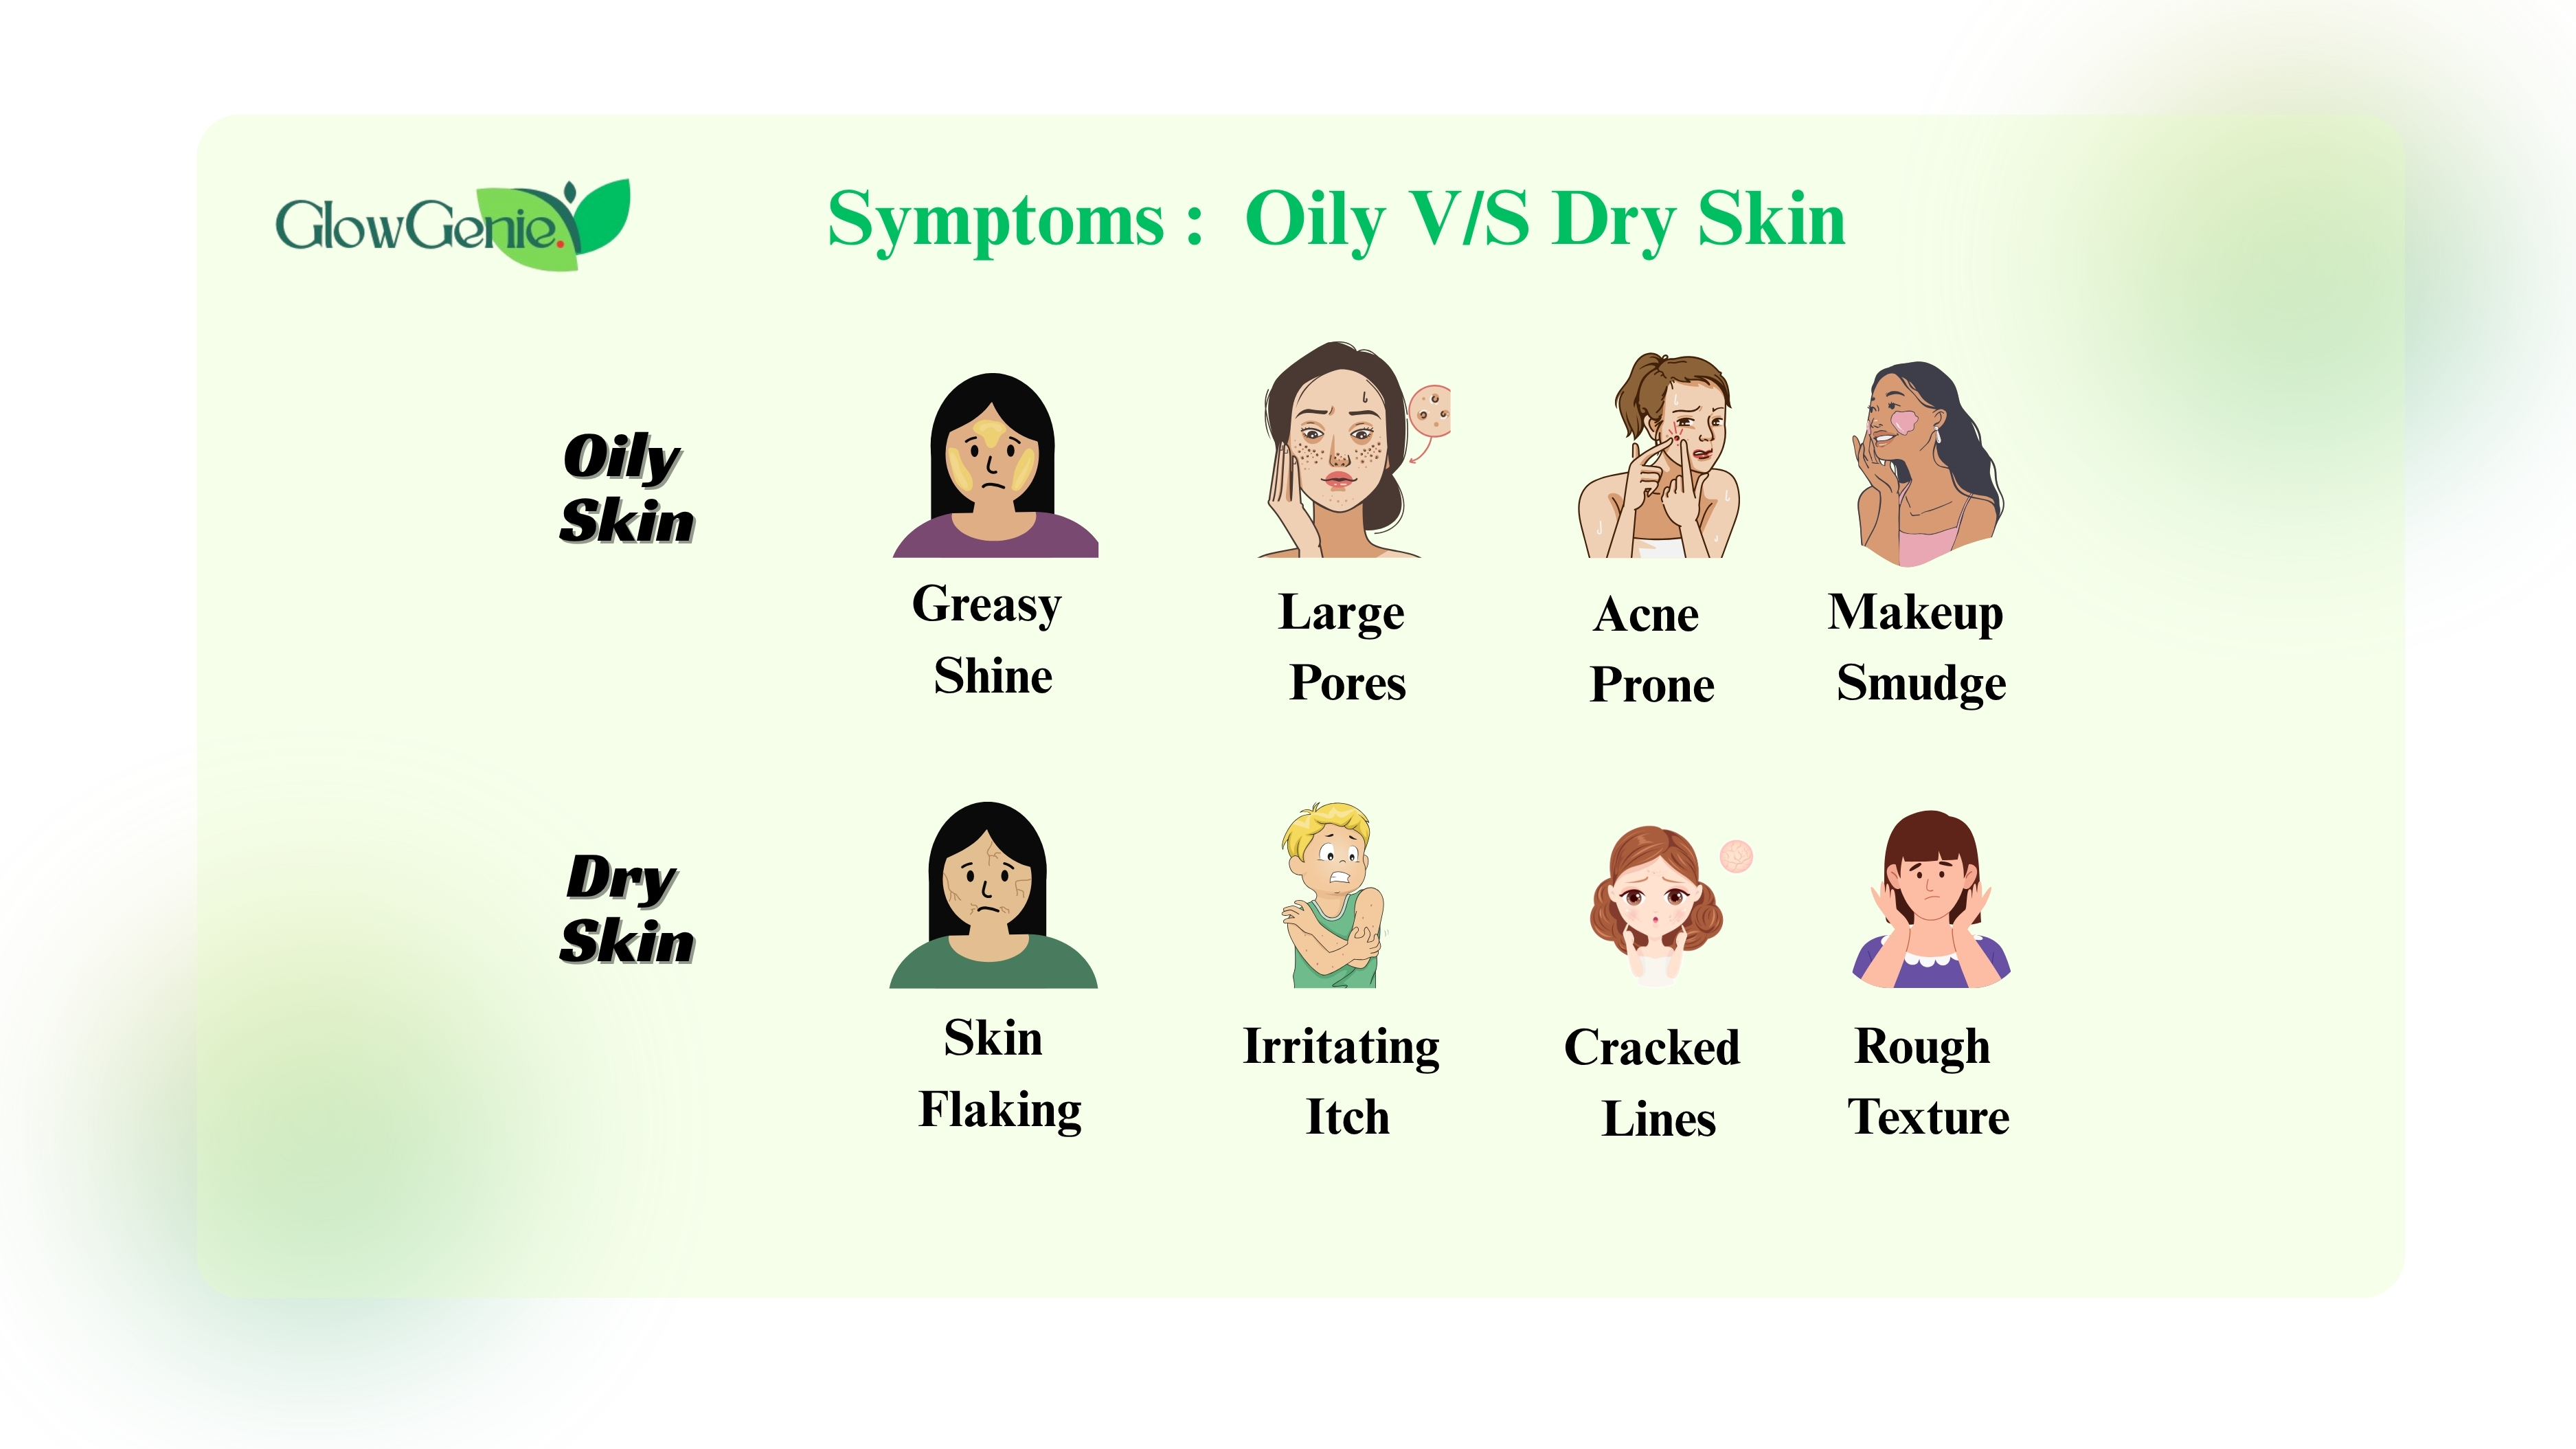 GlowGenie.
Symptoms : Oily V/S Dry Skin
Oily
Skin
Greasy
Shine
Large
Pores
Acne
Prone
Makeup
Smudge
Dry
Skin
Skin
Flaking
Irritating
Itch
Cracked
Lines
Rough
Texture